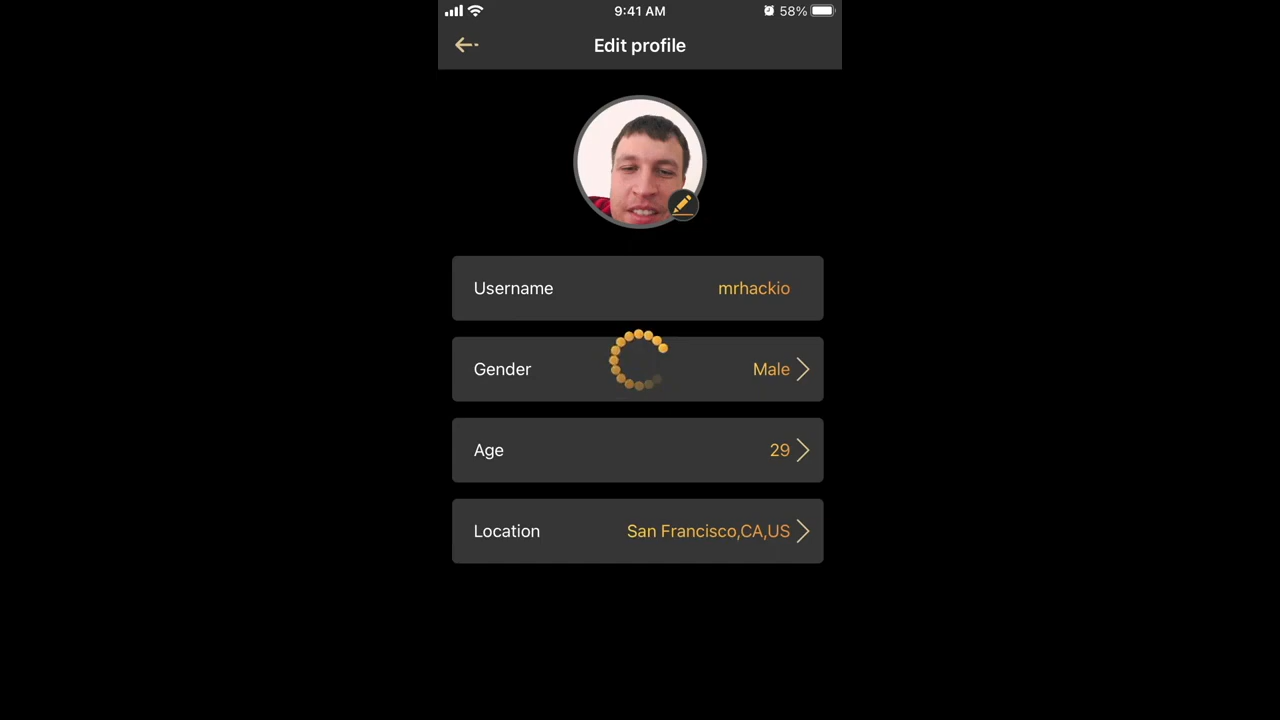 9:41 AM 58%
Edit profile
Username mrhackio
Gender Male
Age 29
Location San Francisco,CA,US